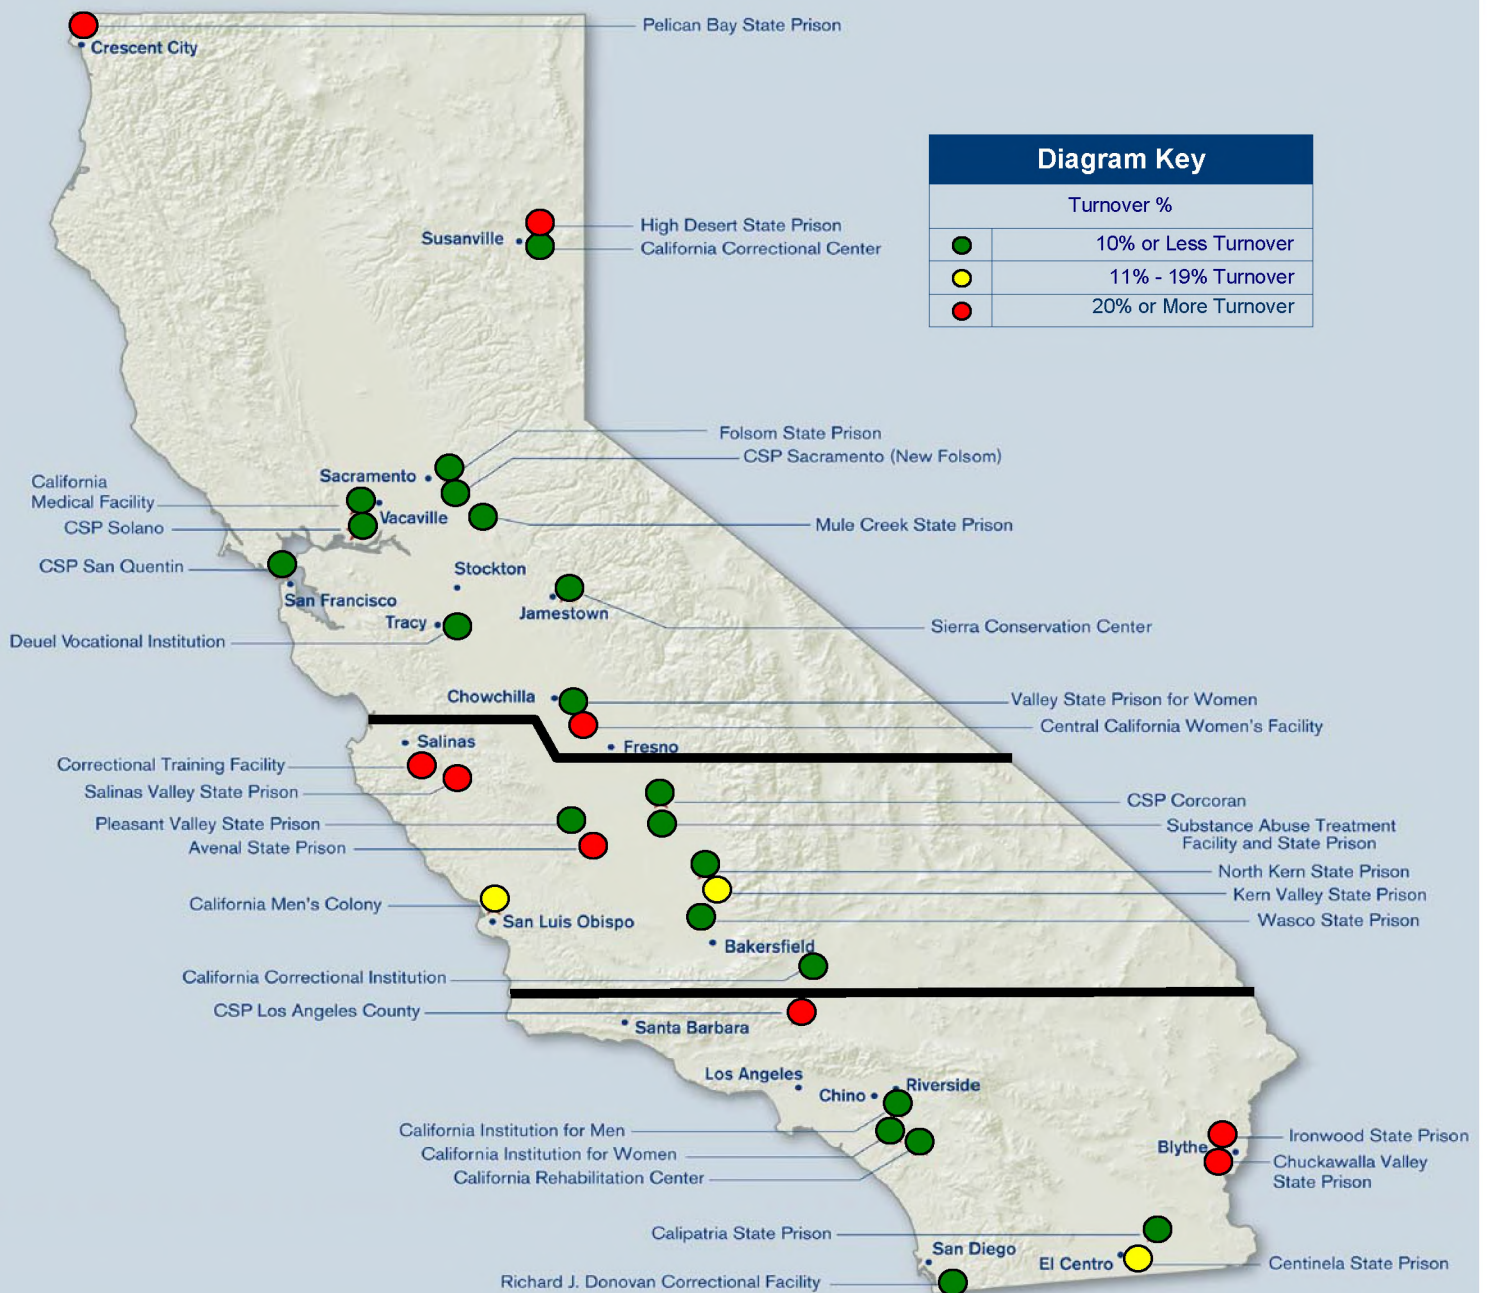 Pelican Bay State Prison
Crescent City
Diagram Key
Turnover %
10% or Less Turnover
11% - 19% Turnover
20% or More Turnover
High Desert State Prison
Susanville
California Correctional Center
Folsom State Prison
CSP Sacramento (New Folsom)
Sacramento
California
Medical Facility
Vacaville
CSP Solano
Mule Creek State Prison
CSP San Quentin
Stockton
San Francisco
Jamestown
Tracy
Sierra Conservation Center
Deuel Vocational Institution
Chowchilla
Valley State Prison for Women
Central California Women's Facility
Salinas
Fresno
Correctional Training Facility
Salinas Valley State Prison
CSP Corcoran
Pleasant Valley State Prison
Substance Abuse Treatment
Facility and State Prison
Avenal State Prison
North Kern State Prison
Kern Valley State Prison
California Men's Colony
San Luis Obispo
Wasco State Prison
Bakersfield
California Correctional Institution
CSP Los Angeles County
Santa Barbara
Los Angeles
Riverside
Chino
California Institution for Men
California Institution for Women
California Rehabilitation Center
Ironwood State Prison
Blythe
Chuckawalla Valley
State Prison
Calipatria State Prison
San Diego
El Centro
Centinela State Prison
Richard J. Donovan Correctional Facility